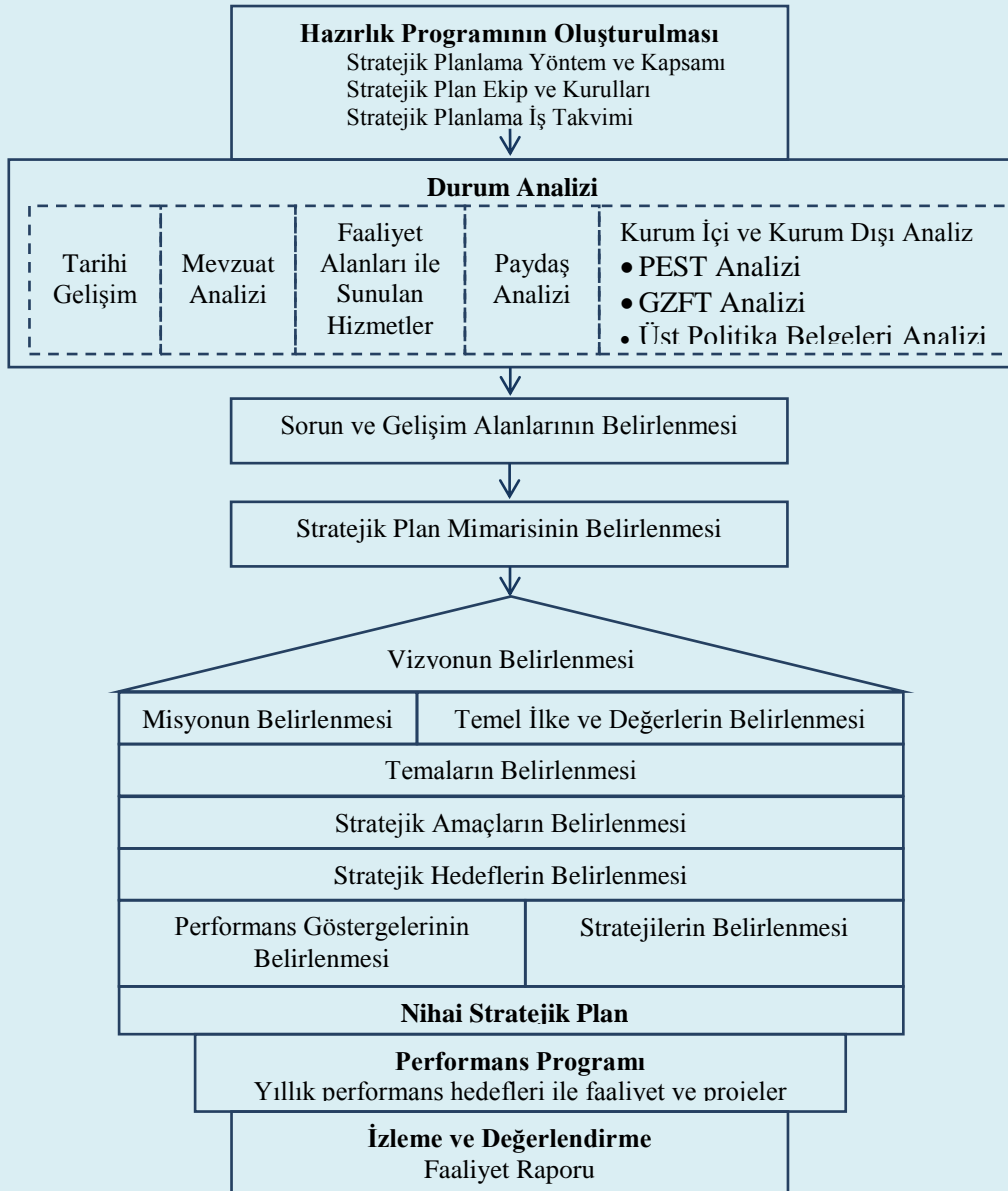 Hazırlık Programının Oluşturulması
Stratejik Planlama Yöntem ve Kapsamı
Stratejik Plan Ekip ve Kurulları
Stratejik Planlama İş Takvimi
Durum Analizi
Tarihi
Gelişim
Mevzuat
Analizi
Faaliyet
Alanları ile
Sunulan
Hizmetler
Paydaş
Analizi
Kurum İçi ve Kurum Dışı Analiz
• PEST Analizi
• GZFT Analizi
• Üst Politika Belgeleri Analizi
Sorun ve Gelişim Alanlarının Belirlenmesi
Stratejik Plan Mimarisinin Belirlenmesi
Vizyonun Belirlenmesi
Misyonun Belirlenmesi
Temel İlke ve Değerlerin Belirlenmesi
Temaların Belirlenmesi
Stratejik Amaçların Belirlenmesi
Stratejik Hedeflerin Belirlenmesi
Performans Göstergelerinin
Belirlenmesi
Stratejilerin Belirlenmesi
Nihai Stratejik Plan
Performans Programı
Yıllık performans hedefleri ile faaliyet ve projeler
İzleme ve Değerlendirme
Faaliyet Raporu